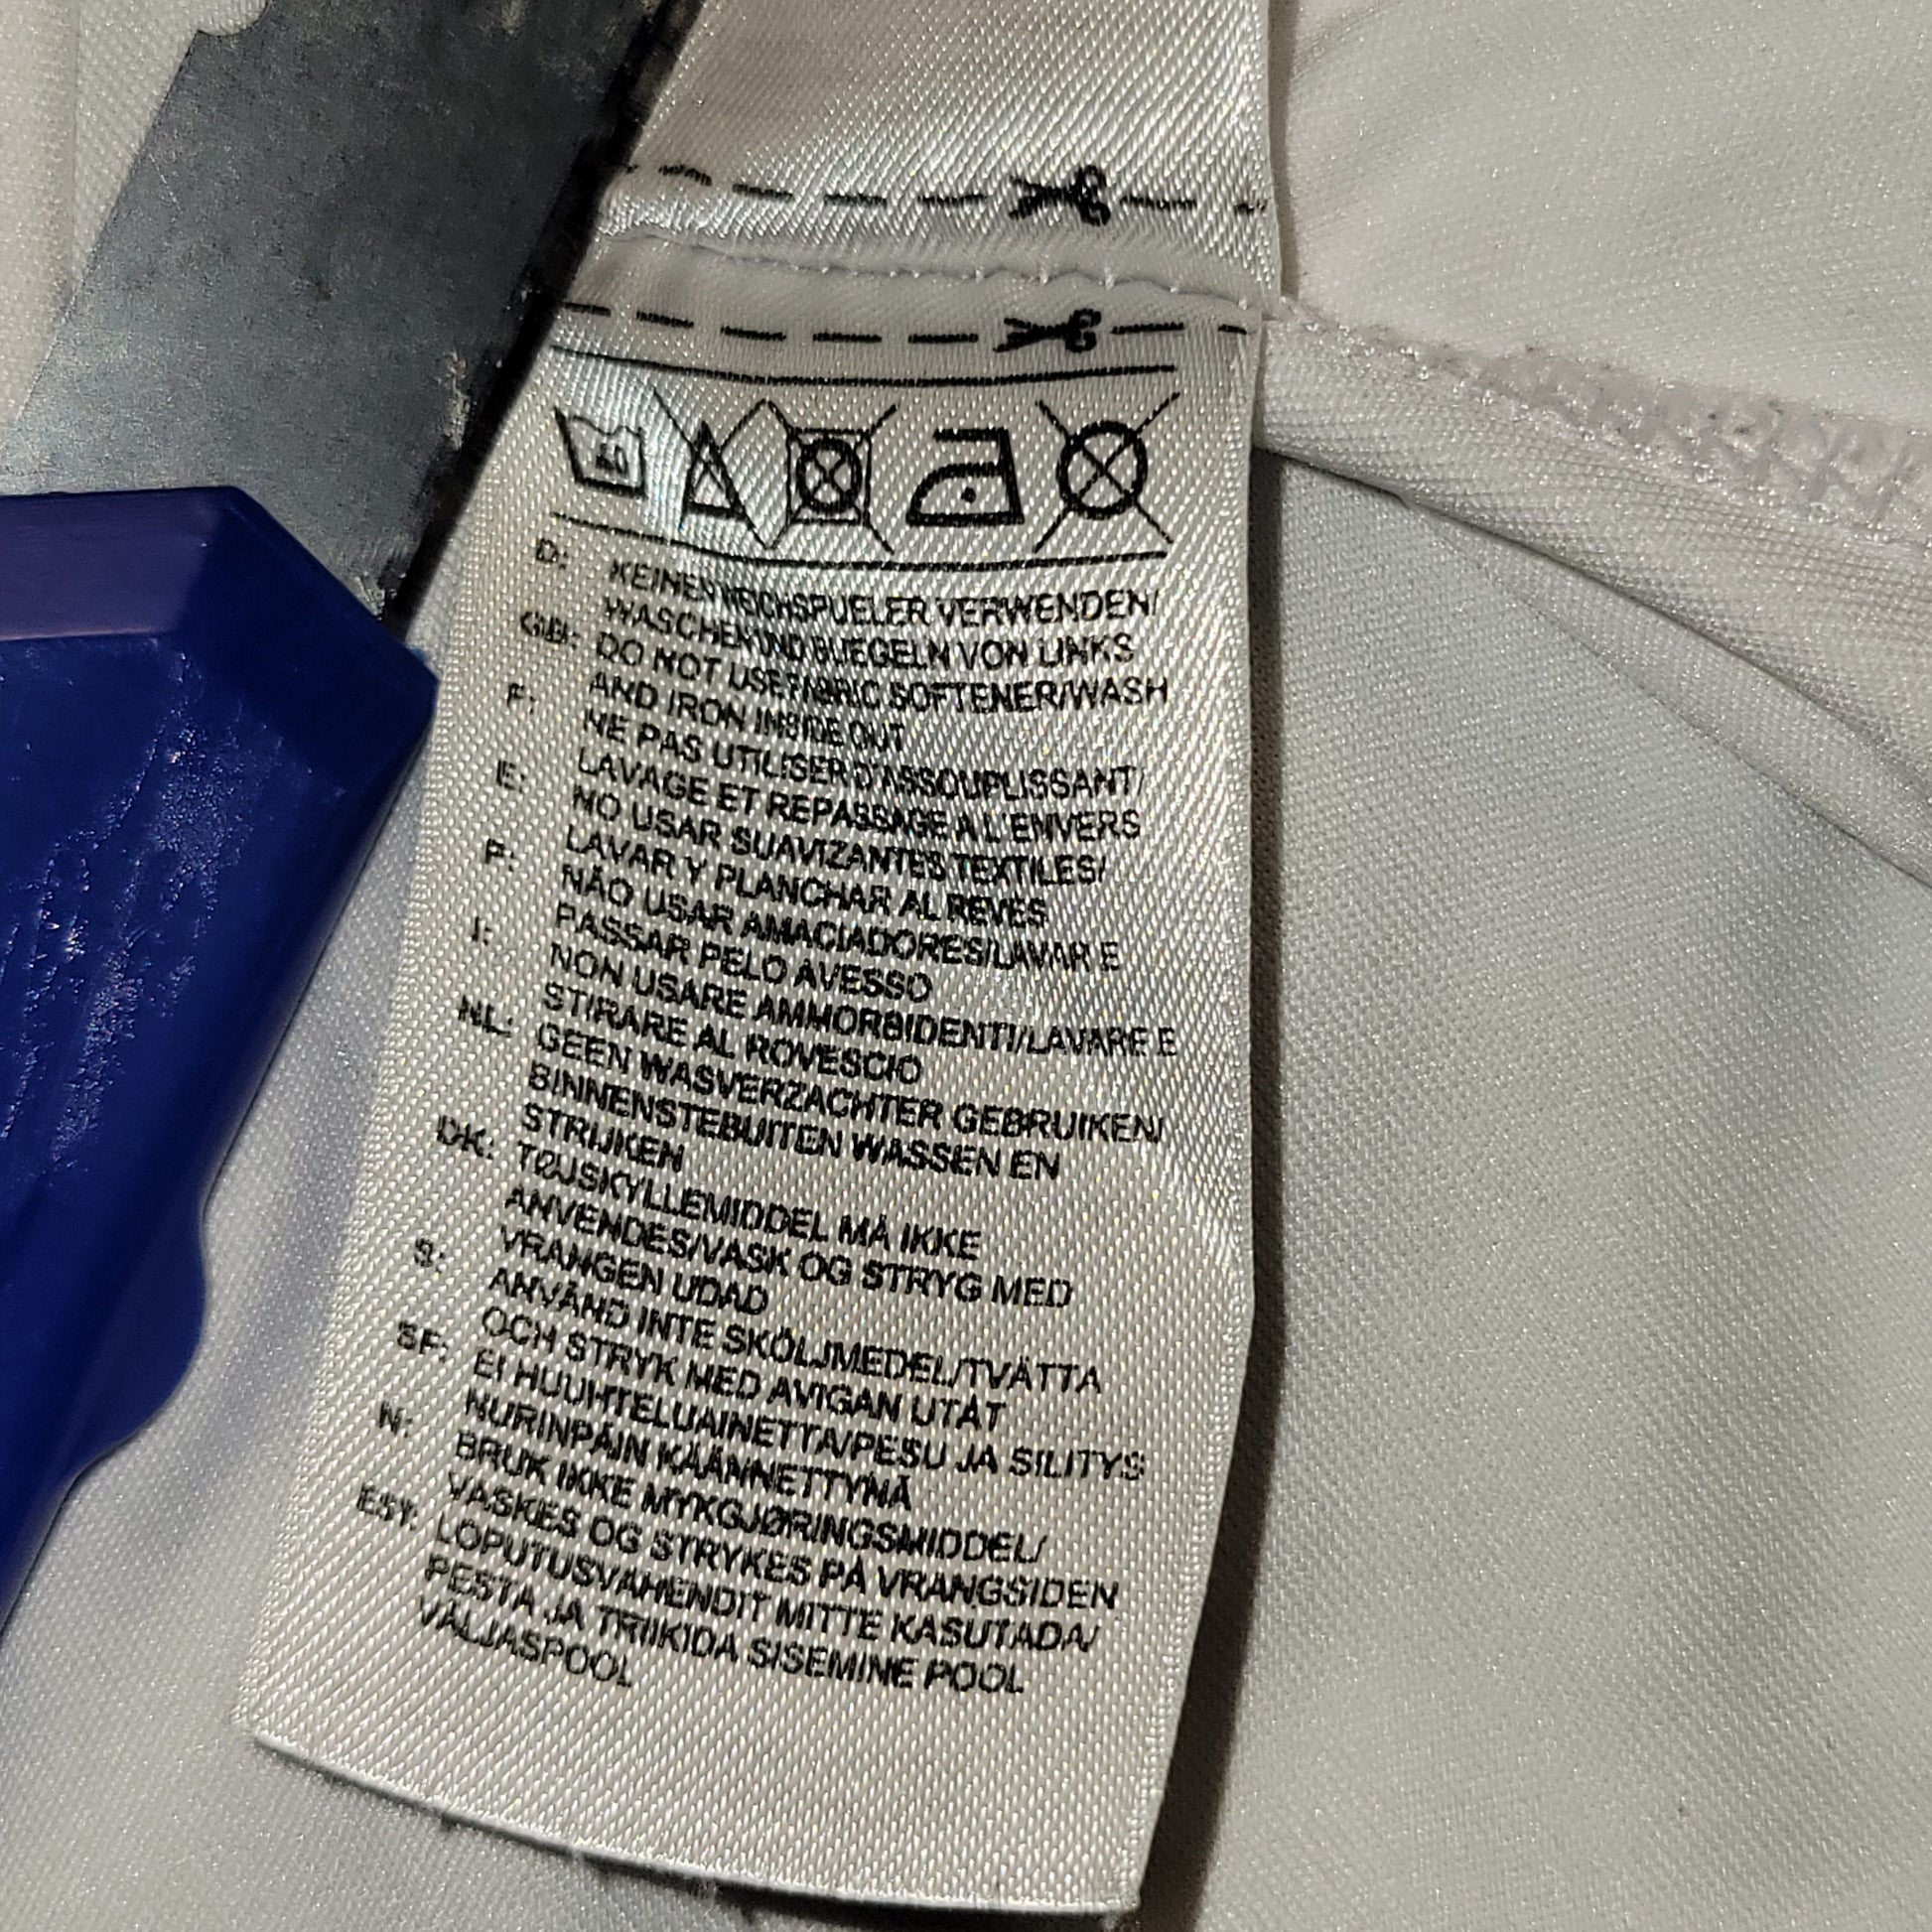 D: KEINEN WEICHSPUELER VERWENDEN/
WASCHEN UND BUEGELN VON LINKS
GB: DO NOT USE FABRIC SOFTENER/WASH
AND IRON INSIDE OUT
F: NE PAS UTILISER D'ASSOUPLISSANT/
LAVAGE ET REPASSAGE A L'ENVERS
E: NO USAR SUAVIZANTES TEXTILES/
LAVAR Y PLANCHAR AL REVES
P: NÃO USAR AMACIADORES/LAVAR E
PASSAR PELO AVESSO
I: NON USARE AMMORBIDENTI/LAVARE E
STIRARE AL ROVESCIO
NL: GEEN WASVERZACHTER GEBRUIKEN/
BINNENSTEBUITEN WASSEN EN
STRIJKEN
DK: TØJSKYLLEMIDDEL MÅ IKKE
ANVENDES/VASK OG STRYG MED
VRANGEN UDAD
S: ANVÄND INTE SKÖLJMEDEL/TVÄTTA
OCH STRYK MED AVIGAN UTÅT
SF: EI HUUHTELUAINETTA/PESU JA SILITYS
NURINPÄIN KÄÄNNETTYNÄ
N: BRUK IKKE MYKGJØRINGSMIDDEL/
VASKES OG STRYKES PÅ VRANGSIDEN
EST: LOPUTUSVAHENDIT MITTE KASUTADA/
PESTA JA TRIIKIDA SISEMINE POOL
VÄLJASPOOL